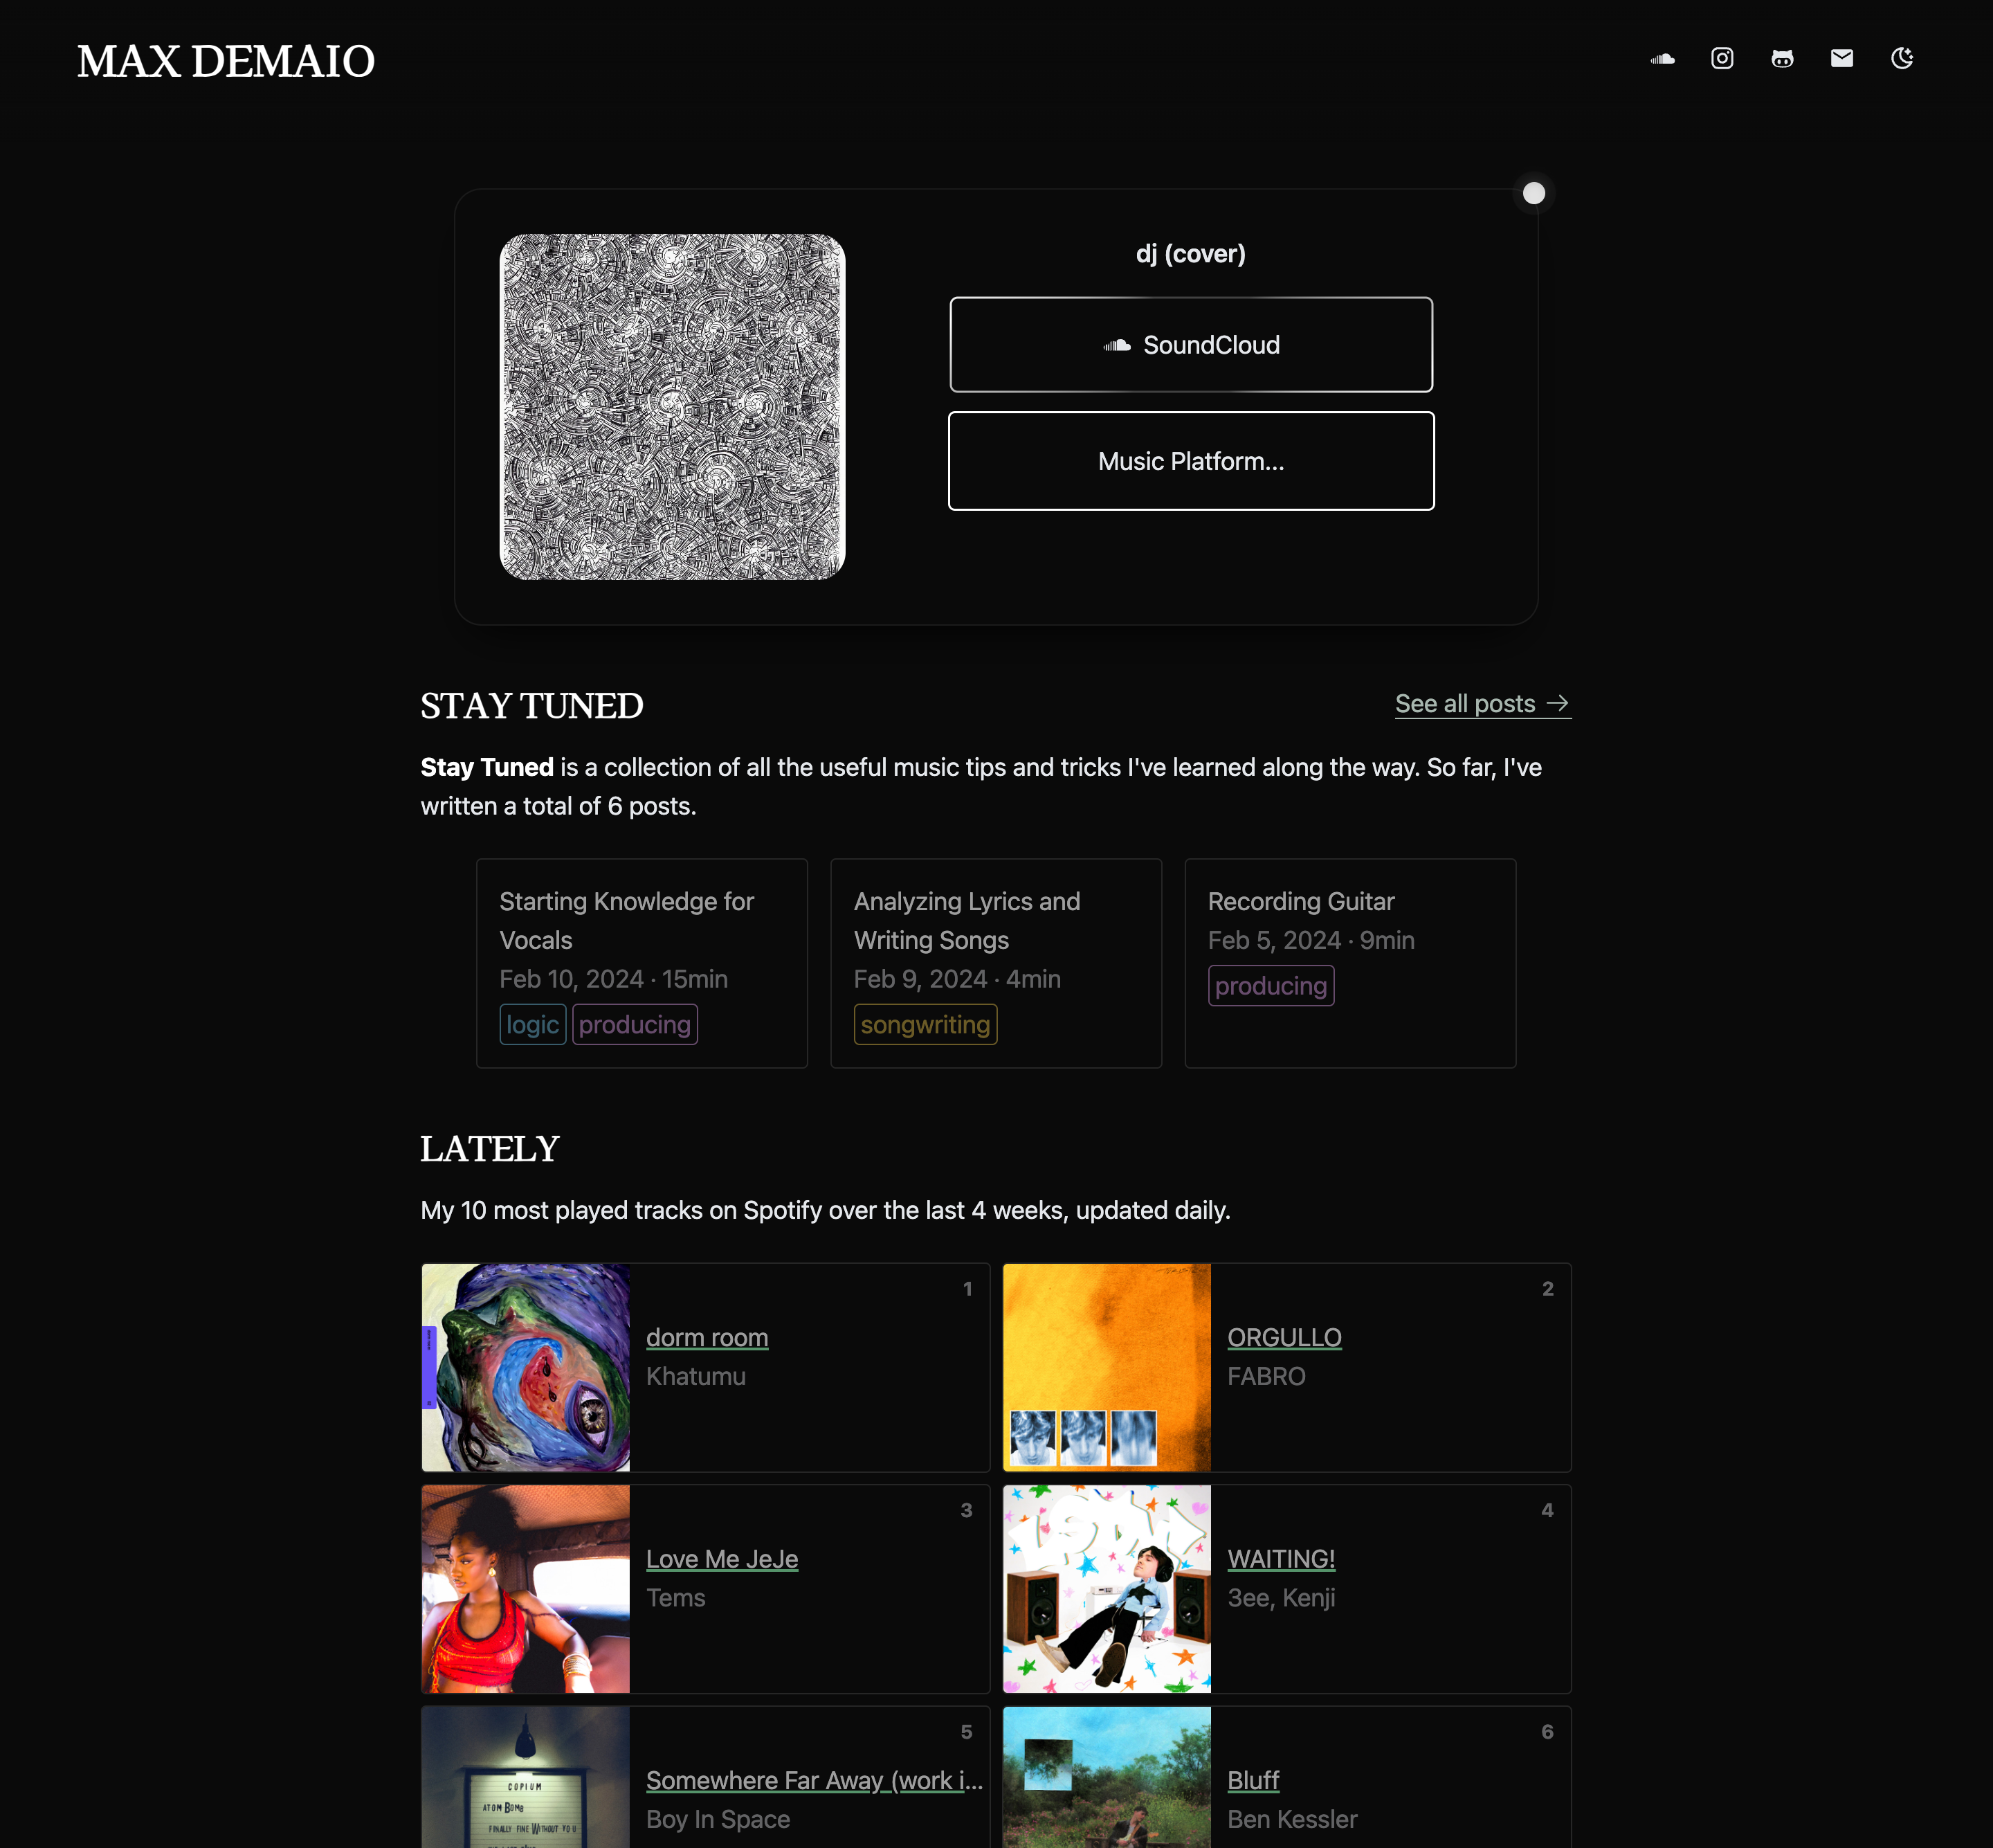 MAX DEMAIO
dj (cover)
SoundCloud
Music Platform...
STAY TUNED
See all posts →
Stay Tuned is a collection of all the useful music tips and tricks I've learned along the way. So far, I've
written a total of 6 posts.
Starting Knowledge for
Vocals
Feb 10, 2024 · 15min
logic producing
Analyzing Lyrics and
Writing Songs
Feb 9, 2024 · 4min
songwriting
Recording Guitar
Feb 5, 2024 · 9min
producing
LATELY
My 10 most played tracks on Spotify over the last 4 weeks, updated daily.
1
dorm room
Khatumu
2
ORGULLO
FABRO
3
Love Me JeJe
Tems
4
WAITING!
3ee, Kenji
5
Somewhere Far Away (work i...
Boy In Space
COPIUM
ATOM BOMB
FINALLY FINE WITHOUT YOU
6
Bluff
Ben Kessler